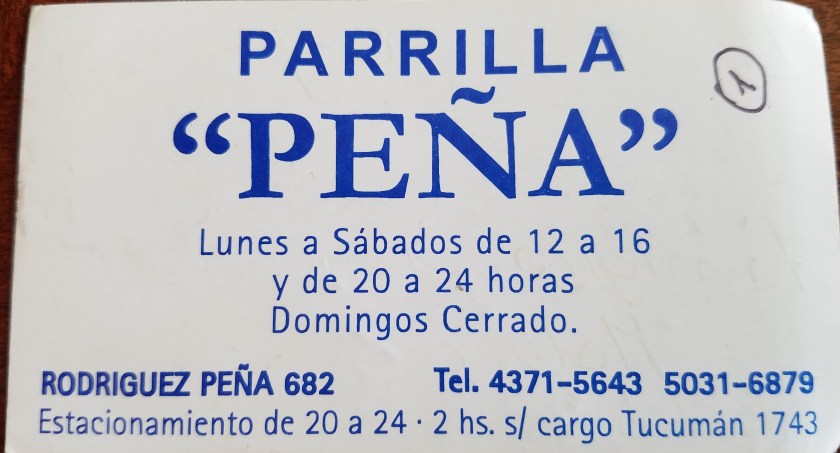 PARRILLA
1
“PEÑA”
Lunes a Sábados de 12 a 16
y de 20 a 24 horas
Domingos Cerrado.
RODRIGUEZ PEÑA 682 Tel. 4371-5643 5031-6879
Estacionamiento de 20 a 24 · 2 hs. s/ cargo Tucumán 1743